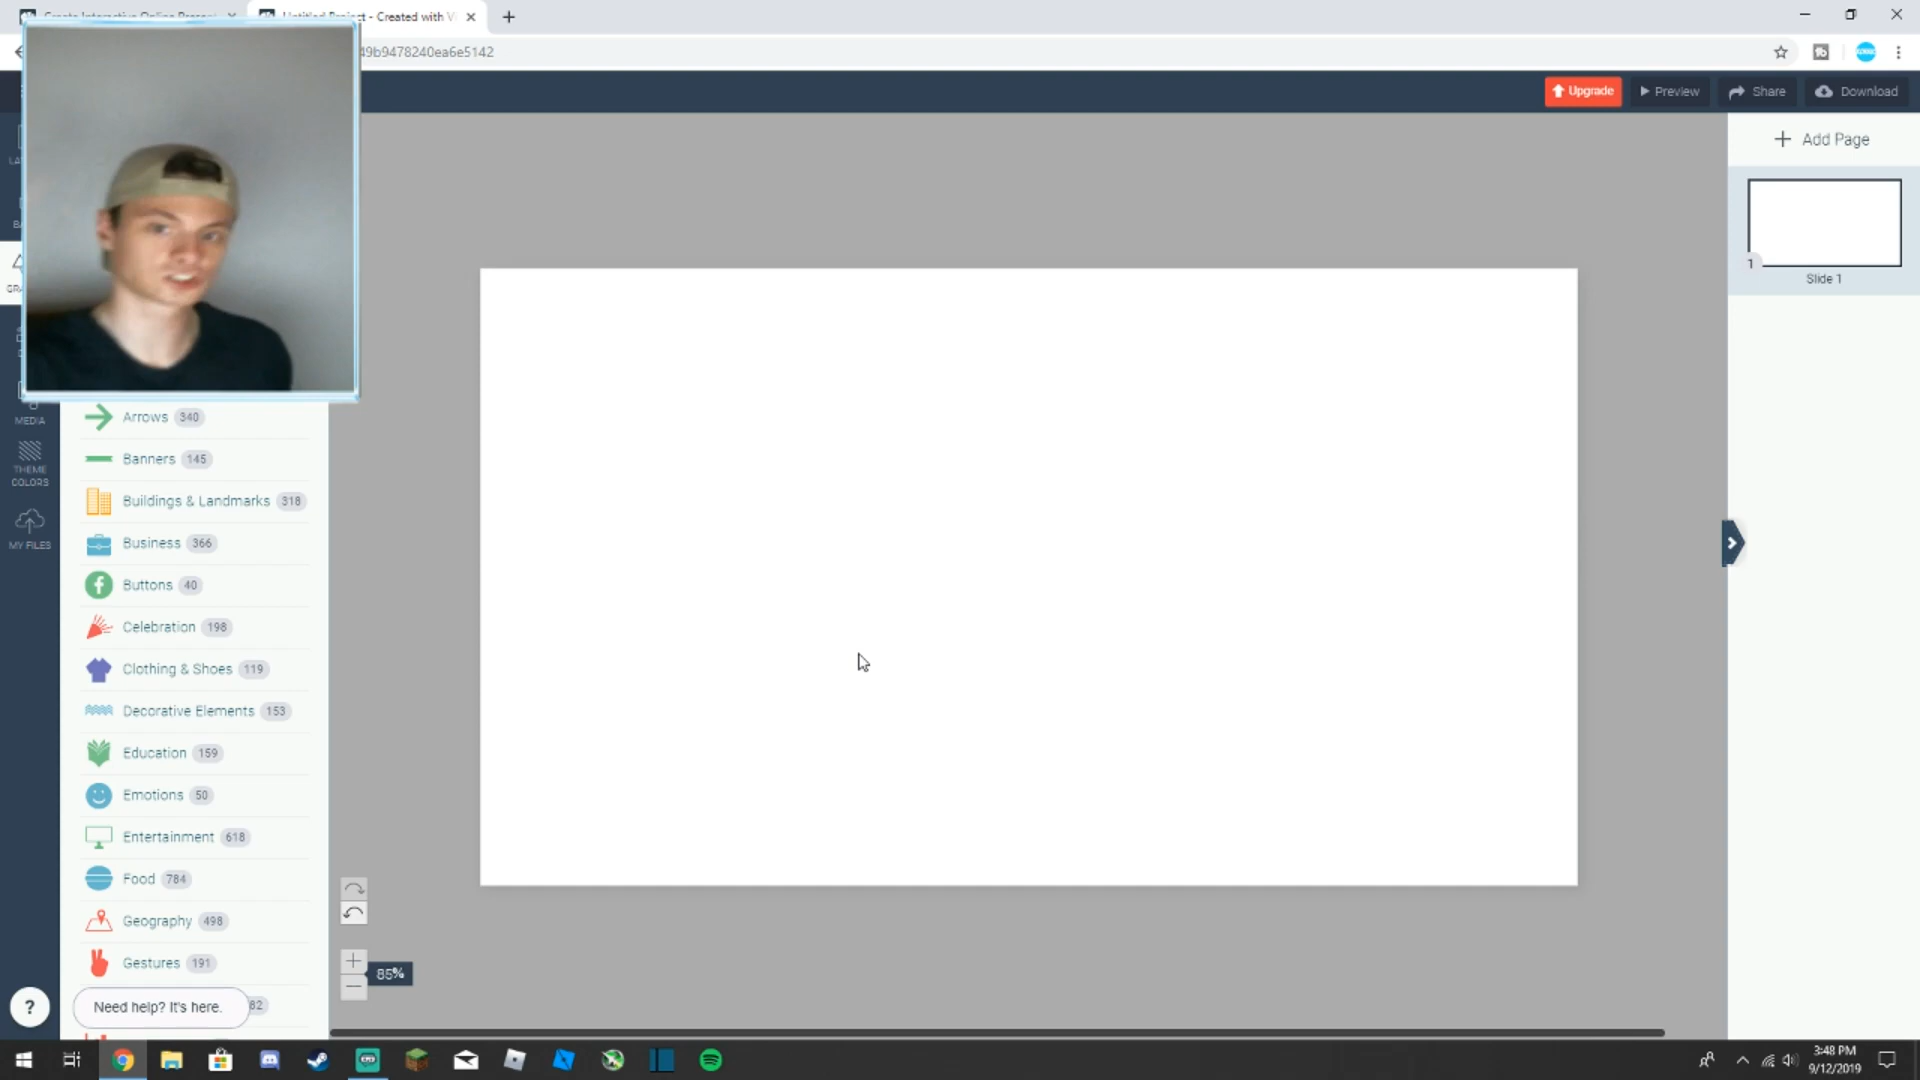 Untitled Project - Created with V
49b9478240ea6e5142
Upgrade
Preview
Share
Download
Add Page
1
Slide 1
MEDIA
THEME
COLORS
MY FILES
Arrows 340
Banners 145
Buildings & Landmarks 318
Business 366
Buttons 40
Celebration 198
Clothing & Shoes 119
Decorative Elements 153
Education 159
Emotions 50
Entertainment 618
Food 784
Geography 498
Gestures 191
Need help? It's here.
82
?
85%
3:48 PM
9/12/2019